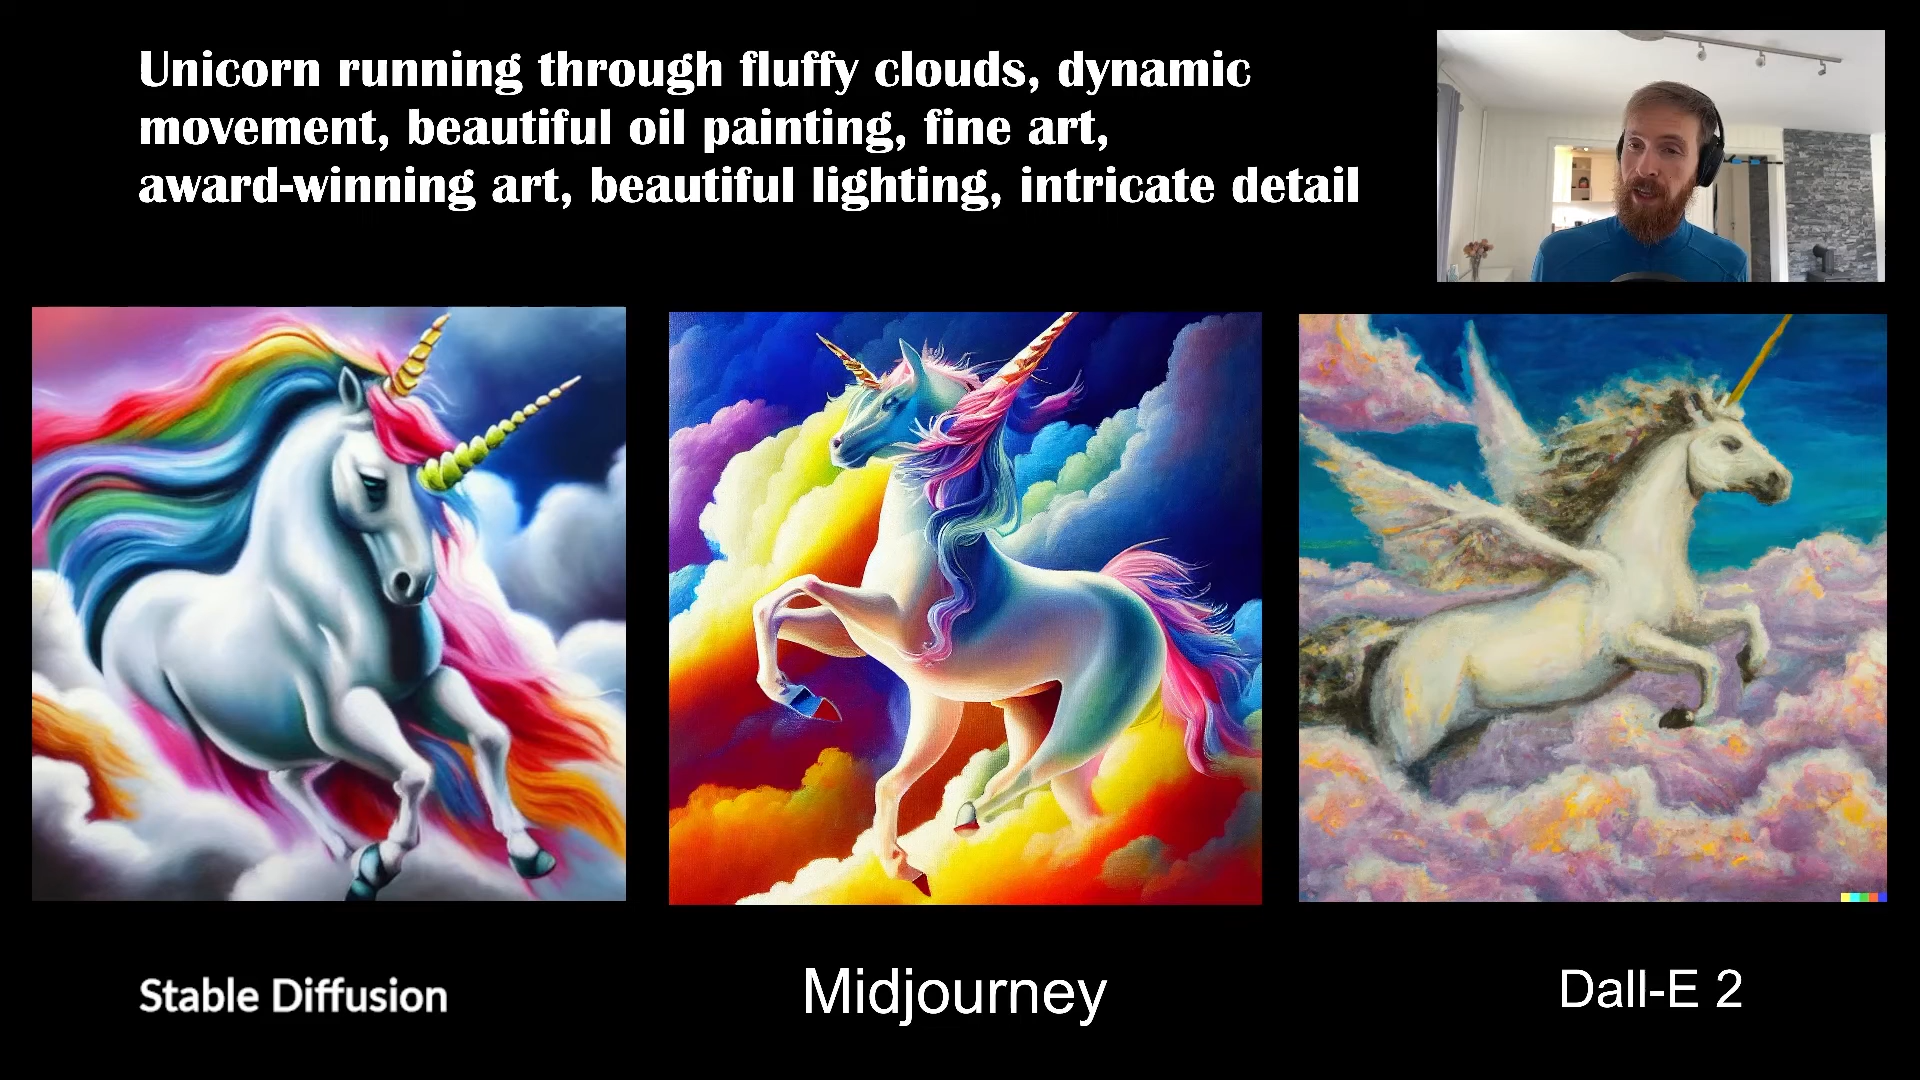 Unicorn running through fluffy clouds, dynamic
movement, beautiful oil painting, fine art,
award-winning art, beautiful lighting, intricate detail
Stable Diffusion
Midjourney
Dall-E 2